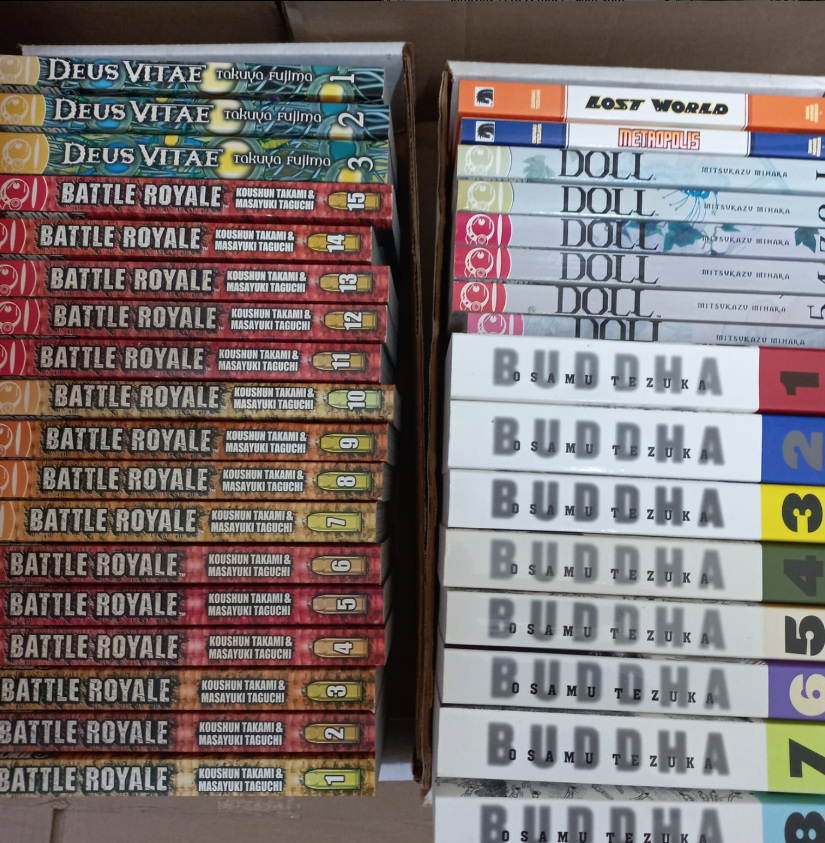 DEUS VITAE Takuya Fujima 1
DEUS VITAE Takuya Fujima 2
DEUS VITAE Takuya Fujima 3
BATTLE ROYALE KOUSHUN TAKAMI & MASAYUKI TAGUCHI 15
BATTLE ROYALE KOUSHUN TAKAMI & MASAYUKI TAGUCHI 14
BATTLE ROYALE KOUSHUN TAKAMI & MASAYUKI TAGUCHI 13
BATTLE ROYALE KOUSHUN TAKAMI & MASAYUKI TAGUCHI 12
BATTLE ROYALE KOUSHUN TAKAMI & MASAYUKI TAGUCHI 11
BATTLE ROYALE KOUSHUN TAKAMI & MASAYUKI TAGUCHI 10
BATTLE ROYALE KOUSHUN TAKAMI & MASAYUKI TAGUCHI 9
BATTLE ROYALE KOUSHUN TAKAMI & MASAYUKI TAGUCHI 8
BATTLE ROYALE KOUSHUN TAKAMI & MASAYUKI TAGUCHI 7
BATTLE ROYALE™ KOUSHUN TAKAMI & MASAYUKI TAGUCHI 6
BATTLE ROYALE™ KOUSHUN TAKAMI & MASAYUKI TAGUCHI 5
BATTLE ROYALE KOUSHUN TAKAMI & MASAYUKI TAGUCHI 4
BATTLE ROYALE KOUSHUN TAKAMI & MASAYUKI TAGUCHI 3
BATTLE ROYALE KOUSHUN TAKAMI & MASAYUKI TAGUCHI 2
BATTLE ROYALE KOUSHUN TAKAMI & MASAYUKI TAGUCHI 1
LOST WORLD
METROPOLIS
DOLL MITSUKAZU MIHARA 1
DOLL MITSUKAZU MIHARA
DOLL MITSUKAZU MIHARA
DOLL MITSUKAZU MIHARA
DOLL™ MITSUKAZU MIHARA 5
DOLL MITSUKAZU MIHARA
BUDDHA OSAMU TEZUKA 1
BUDDHA OSAMU TEZUKA 2
BUDDHA OSAMU TEZUKA 3
BUDDHA OSAMU TEZUKA 4
BUDDHA OSAMU TEZUKA 5
BUDDHA OSAMU TEZUKA 6
BUDDHA OSAMU TEZUKA 7
BUDDHA OSAMU TEZUKA 8